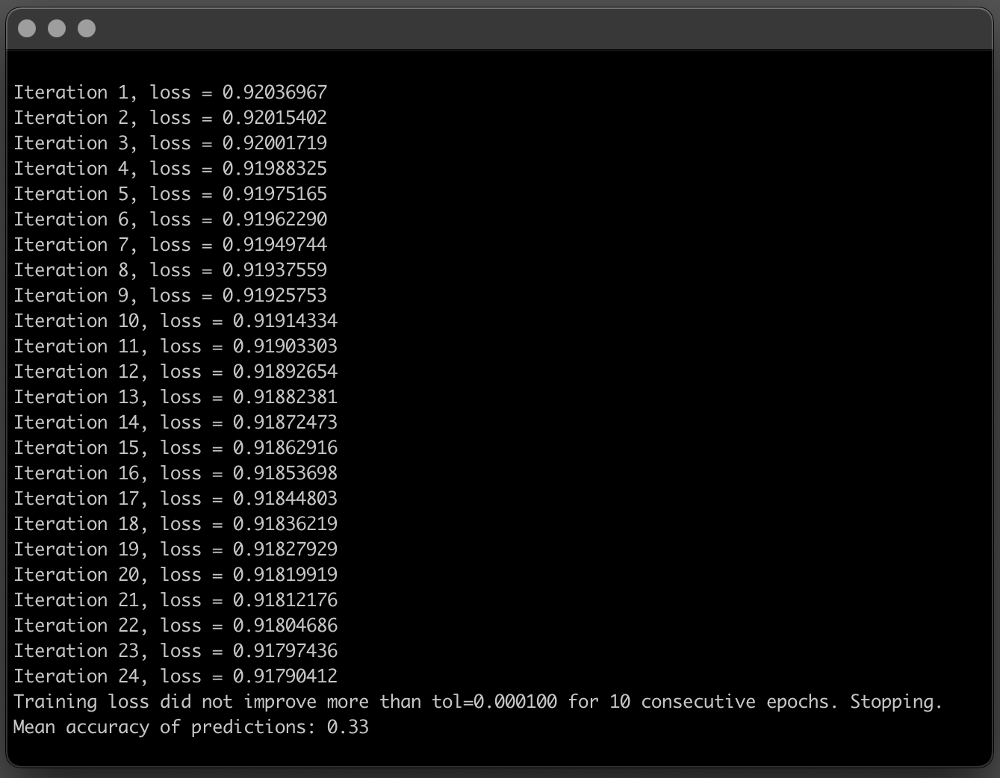 Iteration 1, loss = 0.92036967
Iteration 2, loss = 0.92015402
Iteration 3, loss = 0.92001719
Iteration 4, loss = 0.91988325
Iteration 5, loss = 0.91975165
Iteration 6, loss = 0.91962290
Iteration 7, loss = 0.91949744
Iteration 8, loss = 0.91937559
Iteration 9, loss = 0.91925753
Iteration 10, loss = 0.91914334
Iteration 11, loss = 0.91903303
Iteration 12, loss = 0.91892654
Iteration 13, loss = 0.91882381
Iteration 14, loss = 0.91872473
Iteration 15, loss = 0.91862916
Iteration 16, loss = 0.91853698
Iteration 17, loss = 0.91844803
Iteration 18, loss = 0.91836219
Iteration 19, loss = 0.91827929
Iteration 20, loss = 0.91819919
Iteration 21, loss = 0.91812176
Iteration 22, loss = 0.91804686
Iteration 23, loss = 0.91797436
Iteration 24, loss = 0.91790412
Training loss did not improve more than tol=0.000100 for 10 consecutive epochs. Stopping.
Mean accuracy of predictions: 0.33